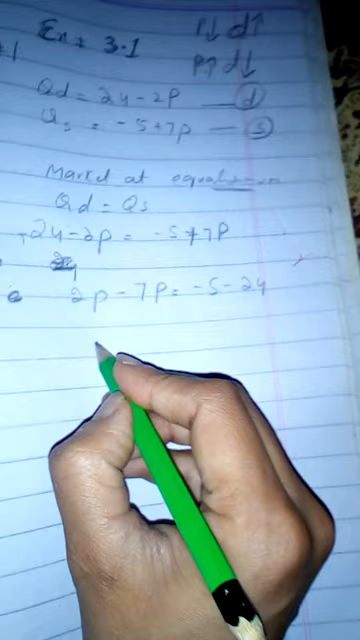 Ex # 3.1
P↓ d↑
P↑ d↓
#1
Qd = 24-2P — (d)
Qs = -5+7P — (s)
Market at
Qd = Qs
24-2P = -5+7P
2P-7P = -5-24